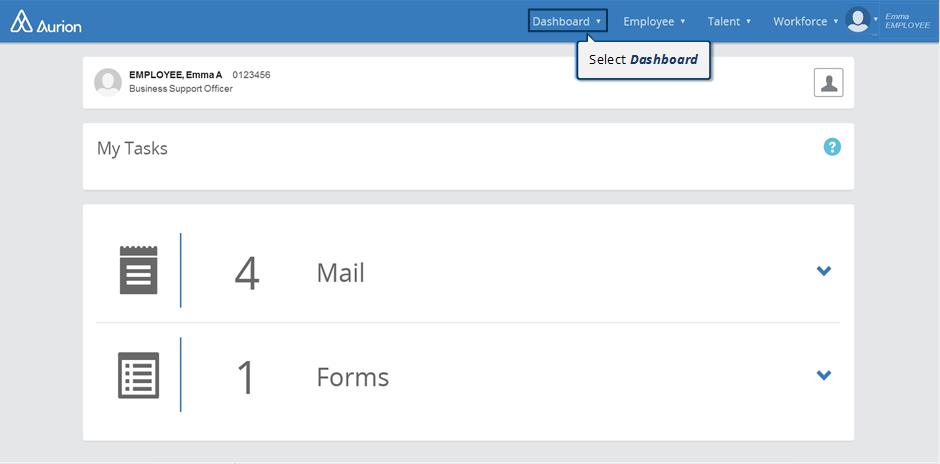 Aurion
Dashboard ▾ Employee ▾ Talent ▾ Workforce ▾
Emma
EMPLOYEE
Select Dashboard
EMPLOYEE, Emma A 0123456
Business Support Officer
My Tasks
?
4 Mail
1 Forms